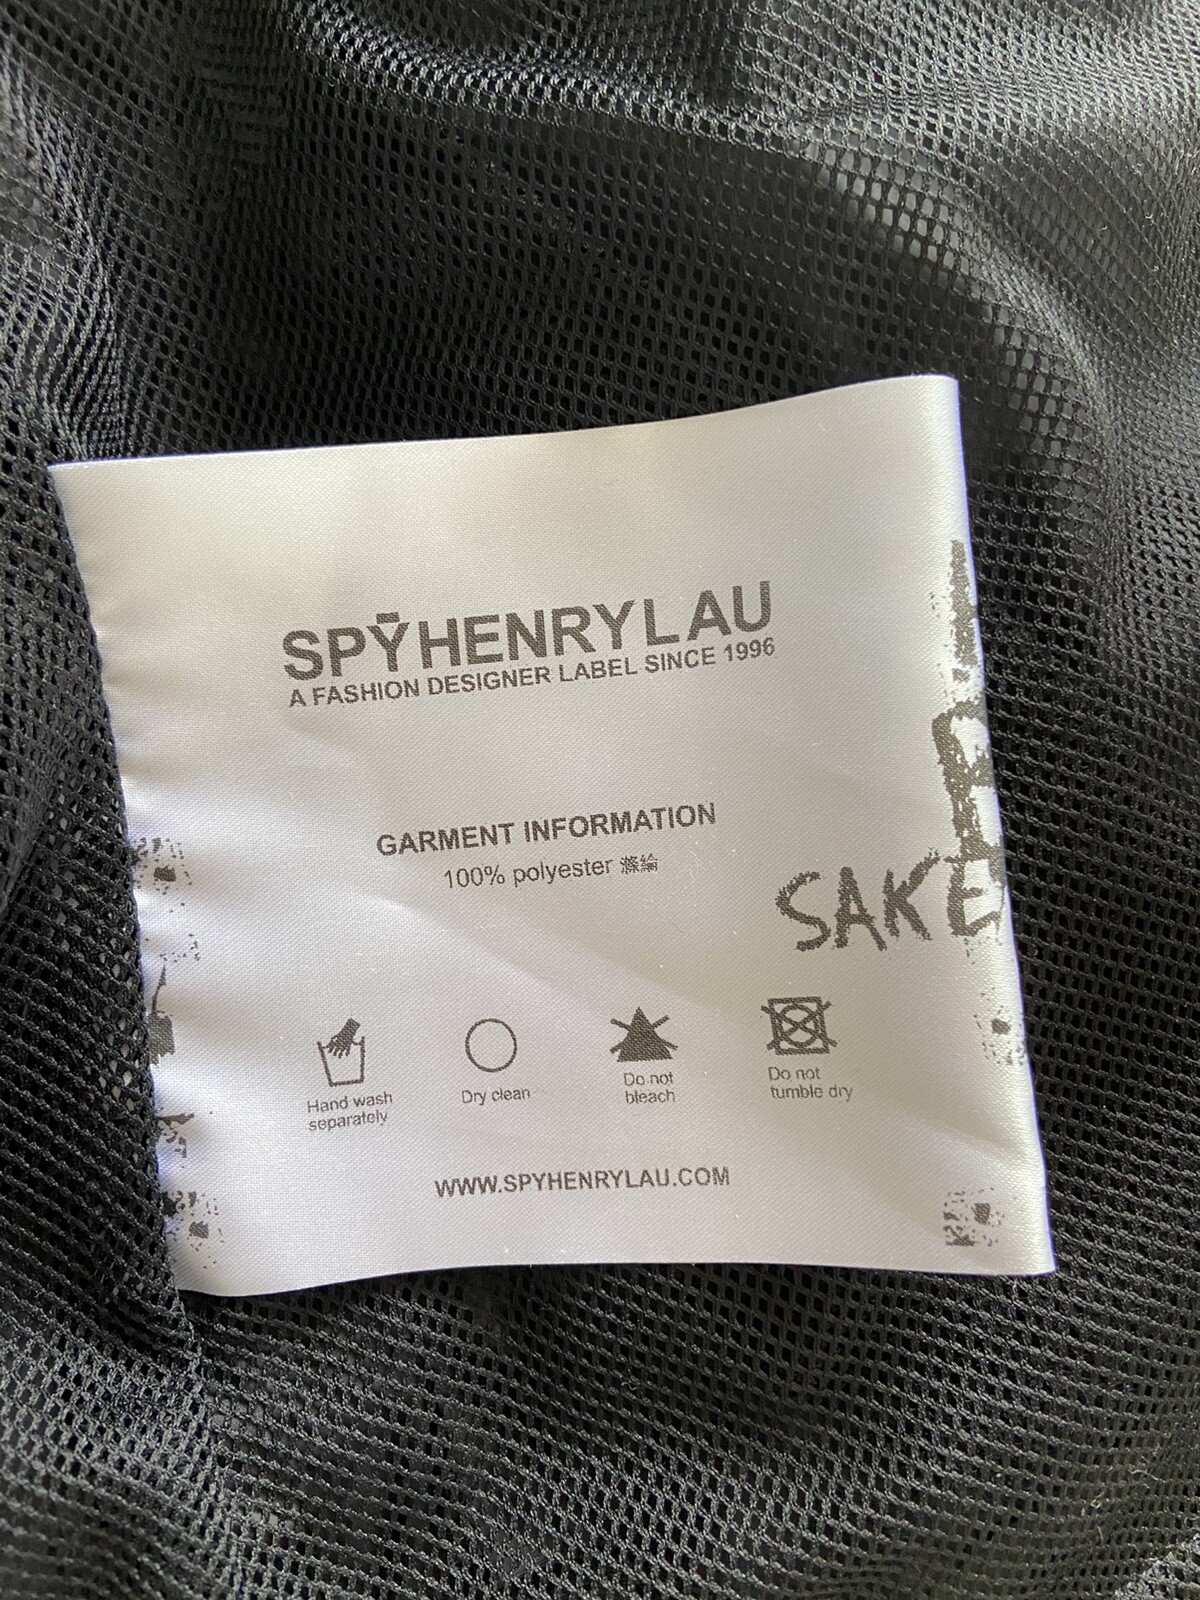 SPȲHENRYLAU
A FASHION DESIGNER LABEL SINCE 1996
GARMENT INFORMATION
100% polyester 滌綸
SAKE
Hand wash
separately
Dry clean
Do not
bleach
Do not
tumble dry
WWW.SPYHENRYLAU.COM